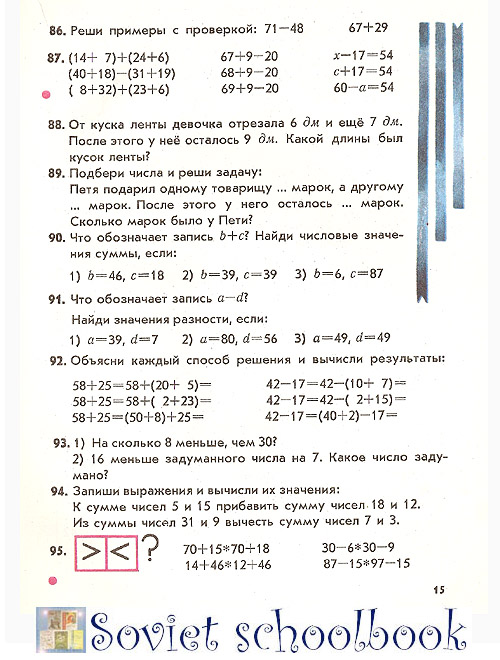 86. Реши примеры с проверкой: 71—48 67+29
87. (14+ 7)+(24+6) 67+9—20 x—17=54
(40+18)—(31+19) 68+9—20 c+17=54
( 8+32)+(23+6) 69+9—20 60—a=54
88. От куска ленты девочка отрезала 6 дм и ещё 7 дм.
После этого у неё осталось 9 дм. Какой длины был
кусок ленты?
89. Подбери числа и реши задачу:
Петя подарил одному товарищу ... марок, а другому
... марок. После этого у него осталось ... марок.
Сколько марок было у Пети?
90. Что обозначает запись b+c? Найди числовые значе-
ния суммы, если:
1) b=46, c=18 2) b=39, c=39 3) b=6, c=87
91. Что обозначает запись a—d?
Найди значения разности, если:
1) a=39, d=7 2) a=80, d=56 3) a=49, d=49
92. Объясни каждый способ решения и вычисли результаты:
58+25=58+(20+ 5)= 42—17=42—(10+ 7)=
58+25=58+( 2+23)= 42—17=42—( 2+15)=
58+25=(50+8)+25= 42—17=(40+2)—17=
93. 1) На сколько 8 меньше, чем 30?
2) 16 меньше задуманного числа на 7. Какое число заду-
мано?
94. Запиши выражения и вычисли их значения:
К сумме чисел 5 и 15 прибавить сумму чисел 18 и 12.
Из суммы чисел 31 и 9 вычесть сумму чисел 7 и 3.
95. > < ? 70+15*70+18 30—6*30—9
14+46*12+46 87—15*97—15
15
Soviet schoolbook